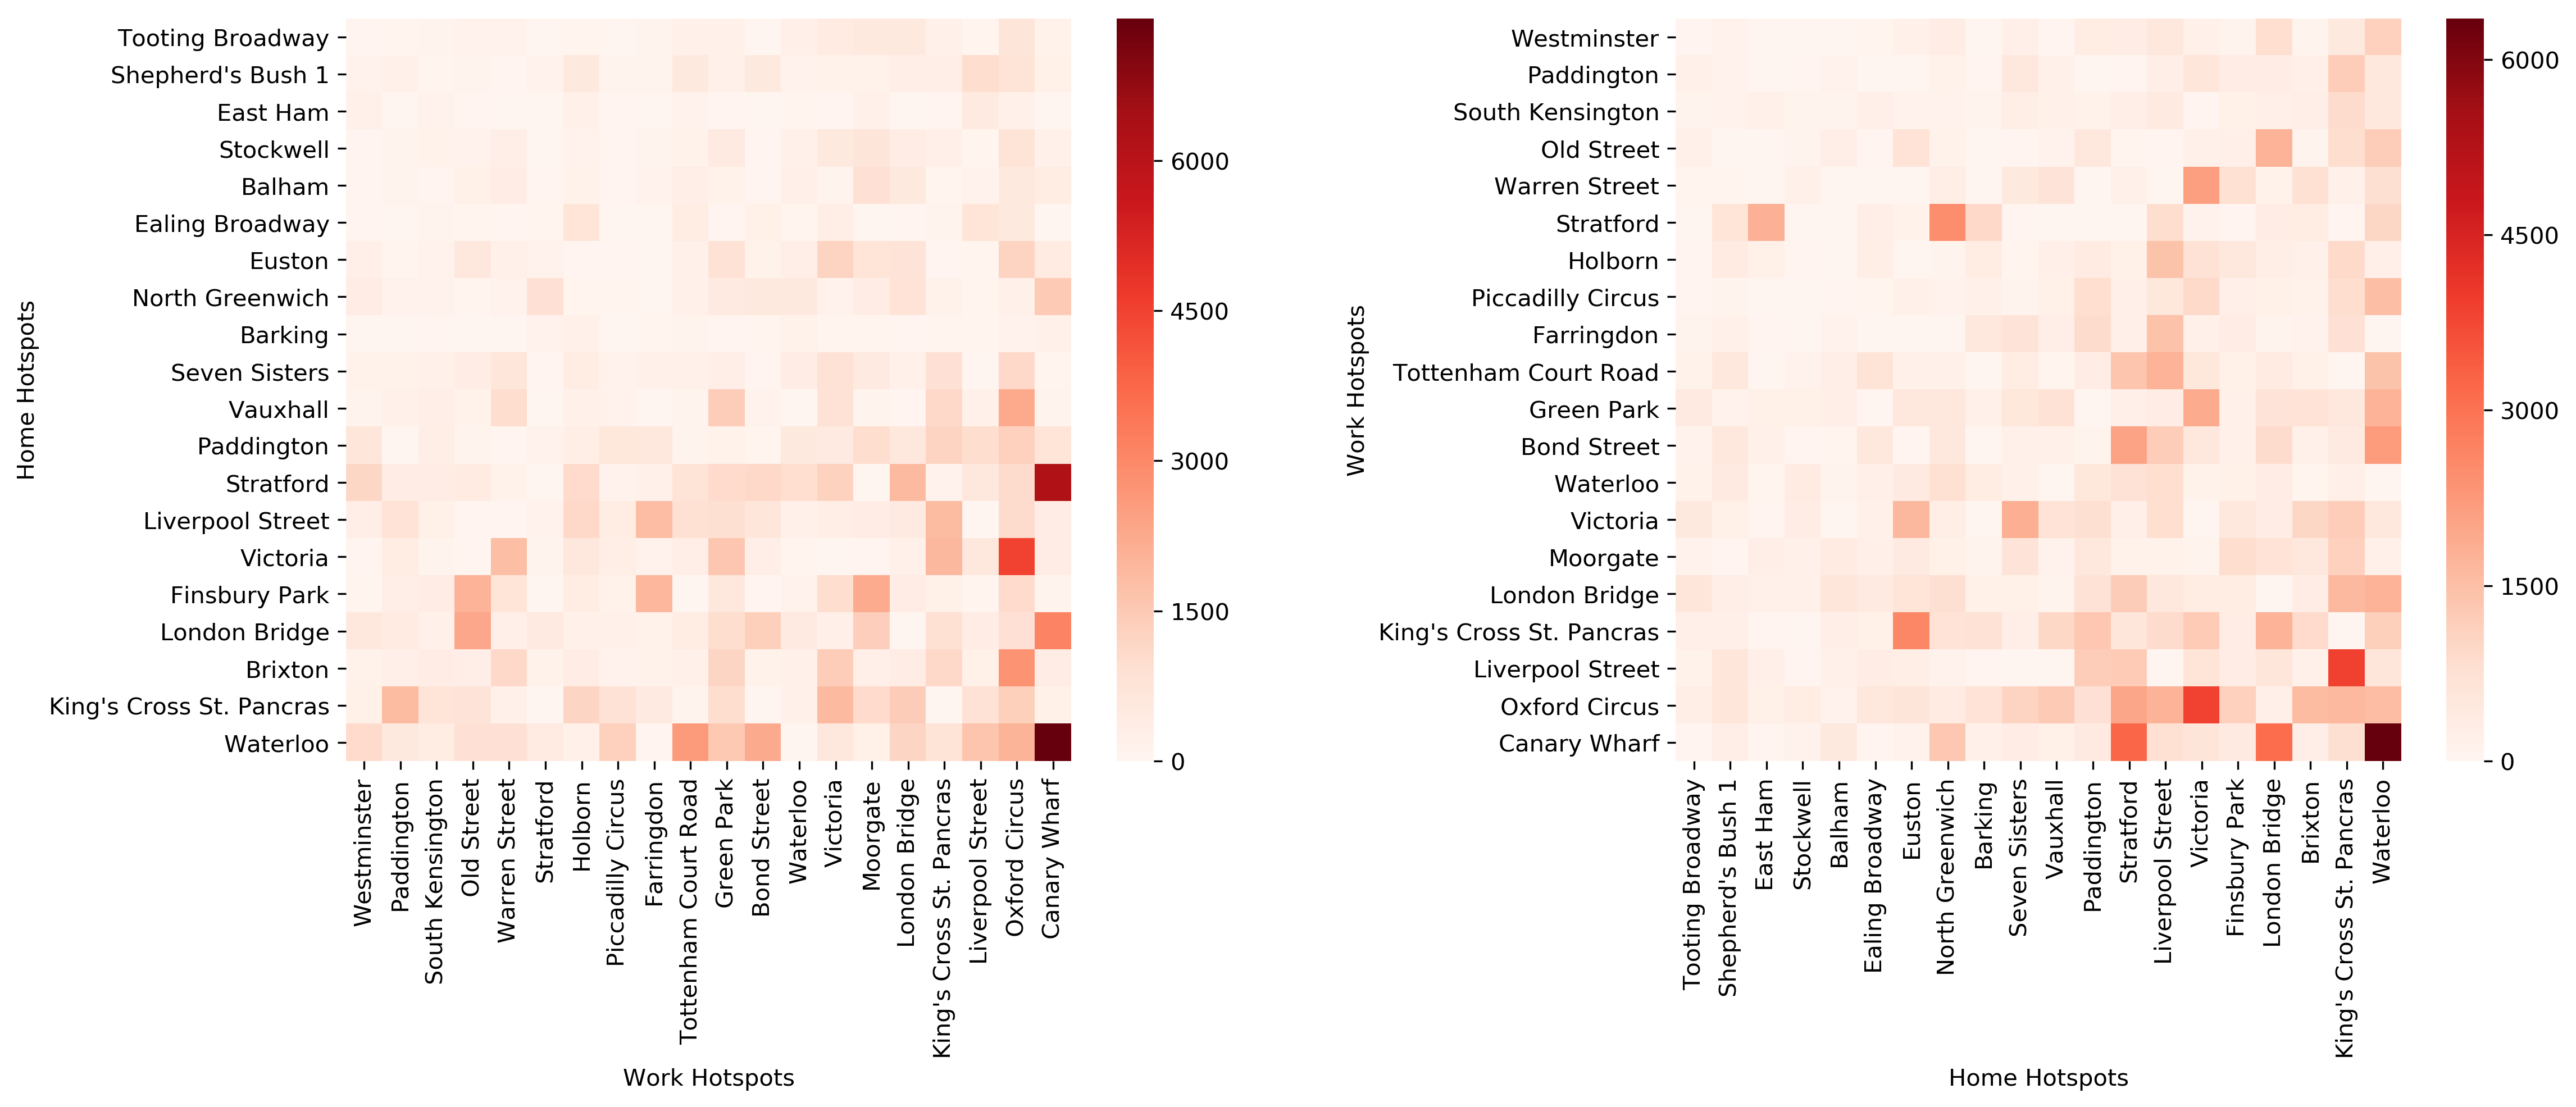 Home Hotspots
Tooting Broadway
Shepherd's Bush 1
East Ham
Stockwell
Balham
Ealing Broadway
Euston
North Greenwich
Barking
Seven Sisters
Vauxhall
Paddington
Stratford
Liverpool Street
Victoria
Finsbury Park
London Bridge
Brixton
King's Cross St. Pancras
Waterloo
Westminster
Paddington
South Kensington
Old Street
Warren Street
Stratford
Holborn
Piccadilly Circus
Farringdon
Tottenham Court Road
Green Park
Bond Street
Waterloo
Victoria
Moorgate
London Bridge
King's Cross St. Pancras
Liverpool Street
Oxford Circus
Canary Wharf
Work Hotspots
6000
4500
3000
1500
0
Work Hotspots
Westminster
Paddington
South Kensington
Old Street
Warren Street
Stratford
Holborn
Piccadilly Circus
Farringdon
Tottenham Court Road
Green Park
Bond Street
Waterloo
Victoria
Moorgate
London Bridge
King's Cross St. Pancras
Liverpool Street
Oxford Circus
Canary Wharf
Tooting Broadway
Shepherd's Bush 1
East Ham
Stockwell
Balham
Ealing Broadway
Euston
North Greenwich
Barking
Seven Sisters
Vauxhall
Paddington
Stratford
Liverpool Street
Victoria
Finsbury Park
London Bridge
Brixton
King's Cross St. Pancras
Waterloo
Home Hotspots
6000
4500
3000
1500
0